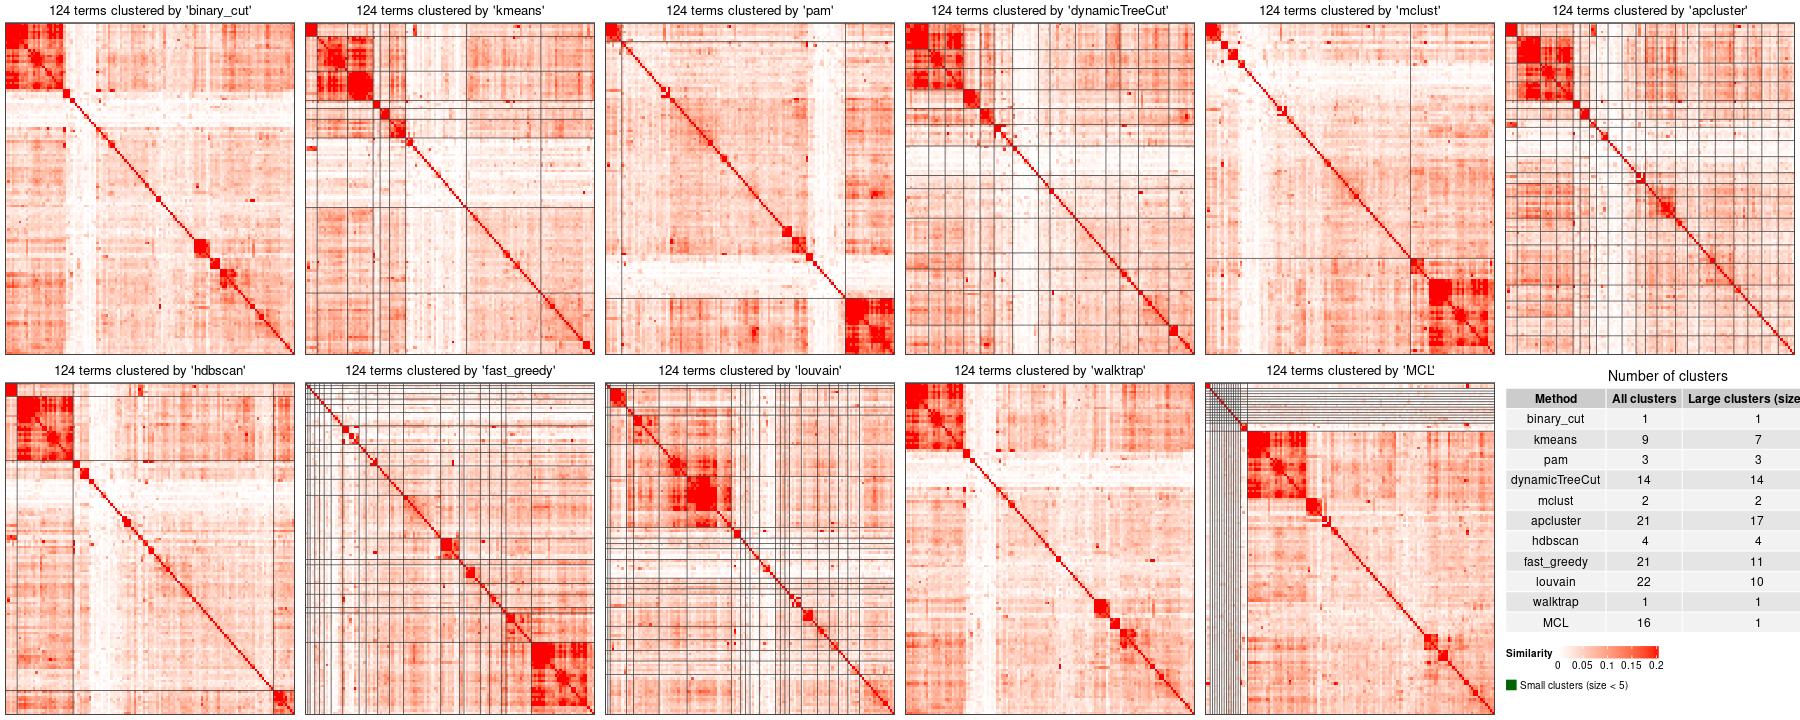 124 terms clustered by 'binary_cut'
124 terms clustered by 'kmeans'
124 terms clustered by 'pam'
124 terms clustered by 'dynamicTreeCut'
124 terms clustered by 'mclust'
124 terms clustered by 'apcluster'
124 terms clustered by 'hdbscan'
124 terms clustered by 'fast_greedy'
124 terms clustered by 'louvain'
124 terms clustered by 'walktrap'
124 terms clustered by 'MCL'
Number of clusters
Method All clusters Large clusters (size
binary_cut 1 1
kmeans 9 7
pam 3 3
dynamicTreeCut 14 14
mclust 2 2
apcluster 21 17
hdbscan 4 4
fast_greedy 21 11
louvain 22 10
walktrap 1 1
MCL 16 1
Similarity
0 0.05 0.1 0.15 0.2
Small clusters (size < 5)